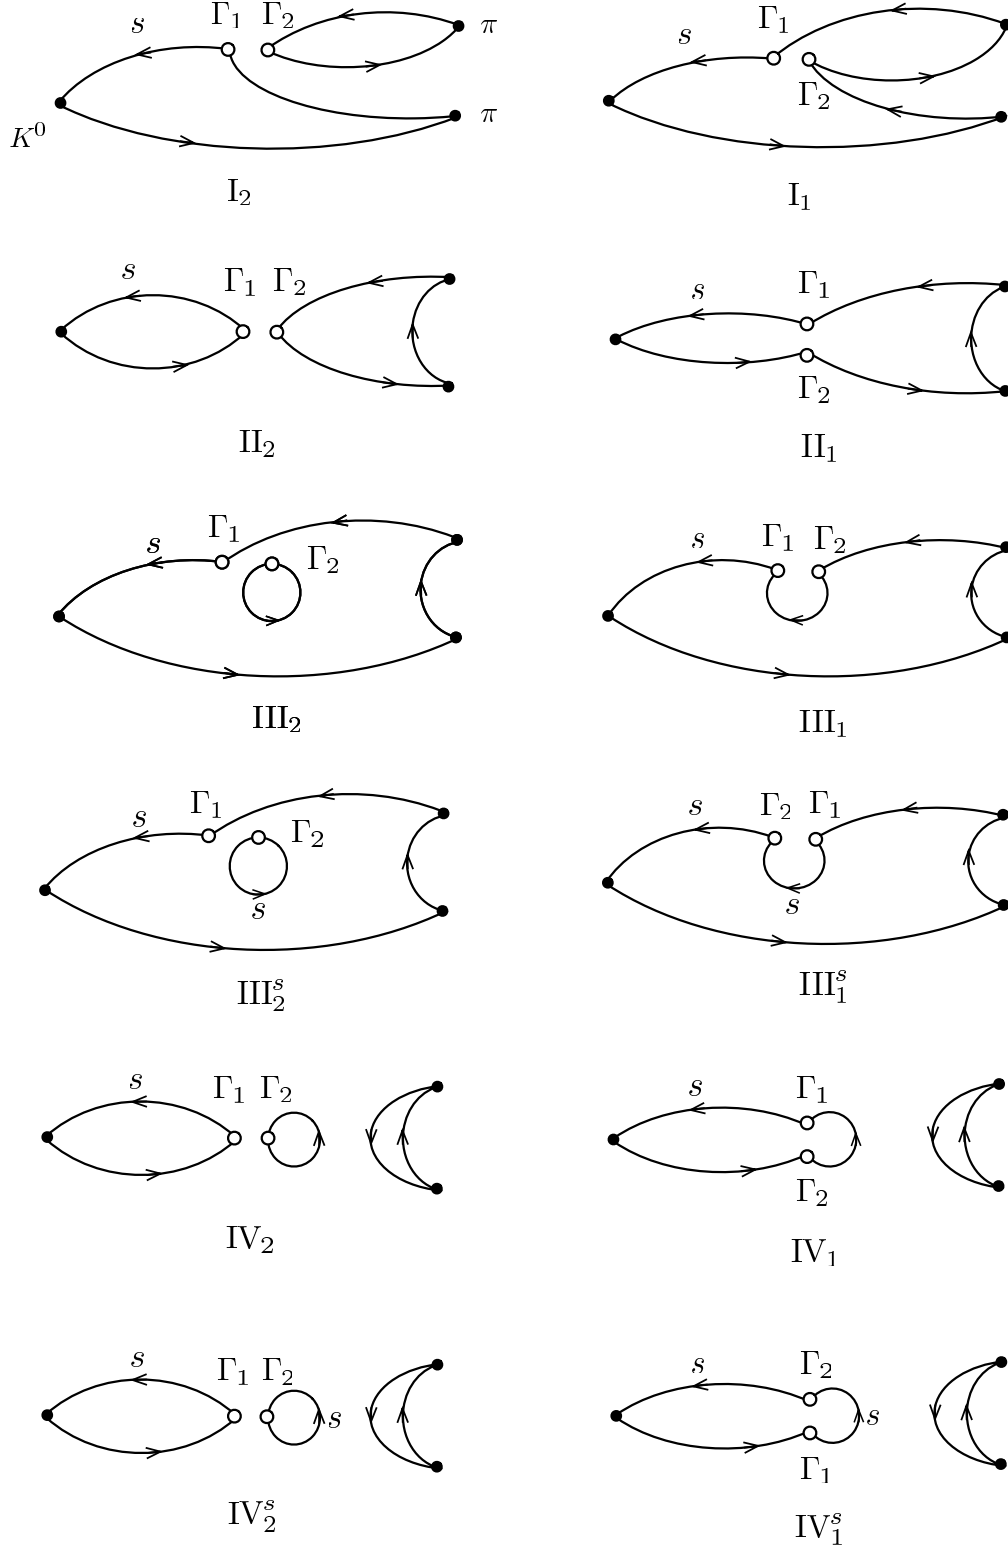 s Γ₁ Γ₂ π
K⁰ π
I₂
s Γ₁
Γ₂
I₁
s Γ₁ Γ₂
II₂
s Γ₁
Γ₂
II₁
s Γ₁ Γ₂
III₂
s Γ₁ Γ₂
III₁
s Γ₁ Γ₂
s
III₂ˢ
s Γ₂ Γ₁
s
III₁ˢ
s Γ₁ Γ₂
IV₂
s Γ₁
Γ₂
IV₁
s Γ₁ Γ₂
s
IV₂ˢ
s Γ₂
s
Γ₁
IV₁ˢ